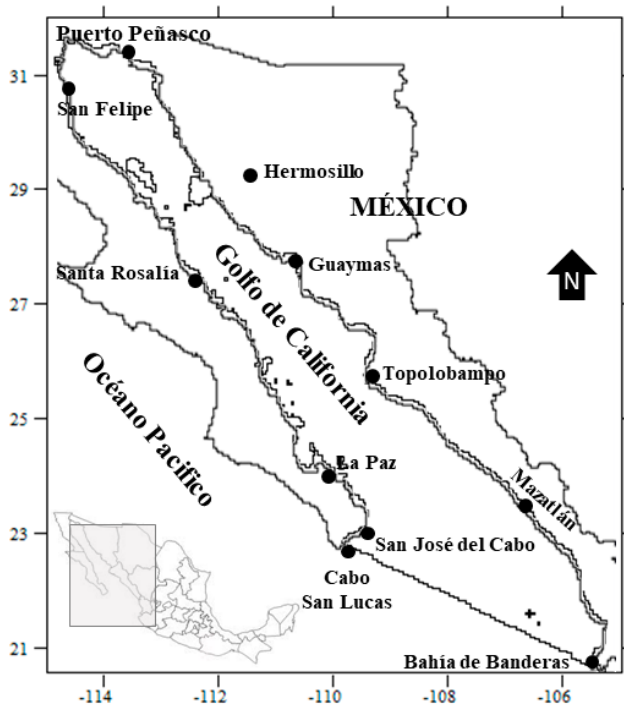 Puerto Peñasco
31
San Felipe
29
Hermosillo
MÉXICO
Guaymas
Santa Rosalía
N
27
Golfo de California
Topolobampo
Océano Pacifico
25
La Paz
Mazatlán
23
San José del Cabo
Cabo
San Lucas
21
Bahía de Banderas
-114
-112
-110
-108
-106